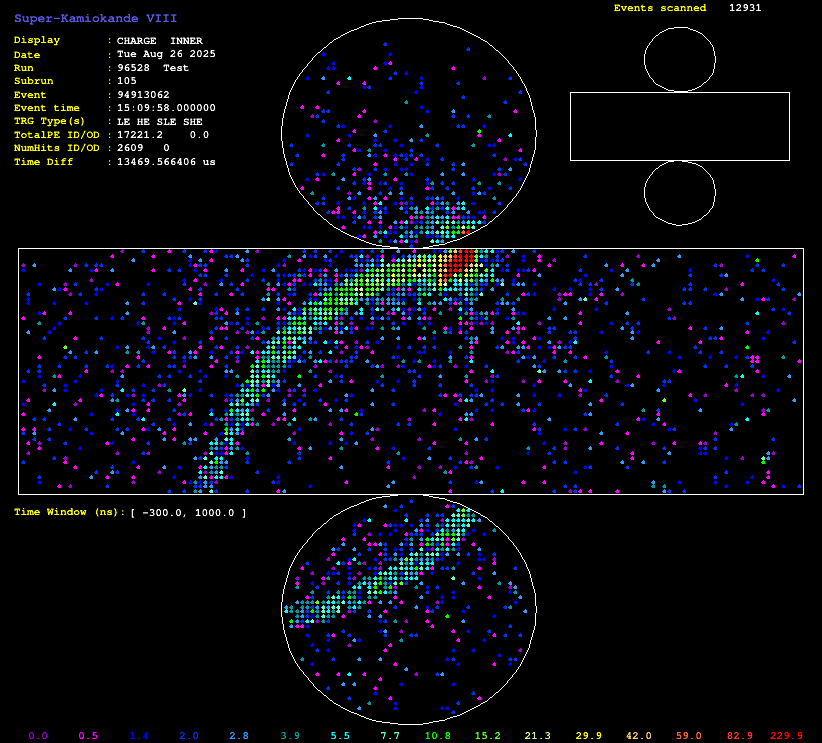 Super-Kamiokande VIII
Events scanned 12931
Display : CHARGE INNER
Date : Tue Aug 26 2025
Run : 96528 Test
Subrun : 105
Event : 94913062
Event time : 15:09:58.000000
TRG Type(s) : LE HE SLE SHE
TotalPE ID/OD : 17221.2 0.0
NumHits ID/OD : 2609 0
Time Diff : 13469.566406 us
Time Window (ns): [ -300.0, 1000.0 ]
0.0 0.5 1.4 2.0 2.8 3.9 5.5 7.7 10.8 15.2 21.3 29.9 42.0 59.0 82.9 229.9